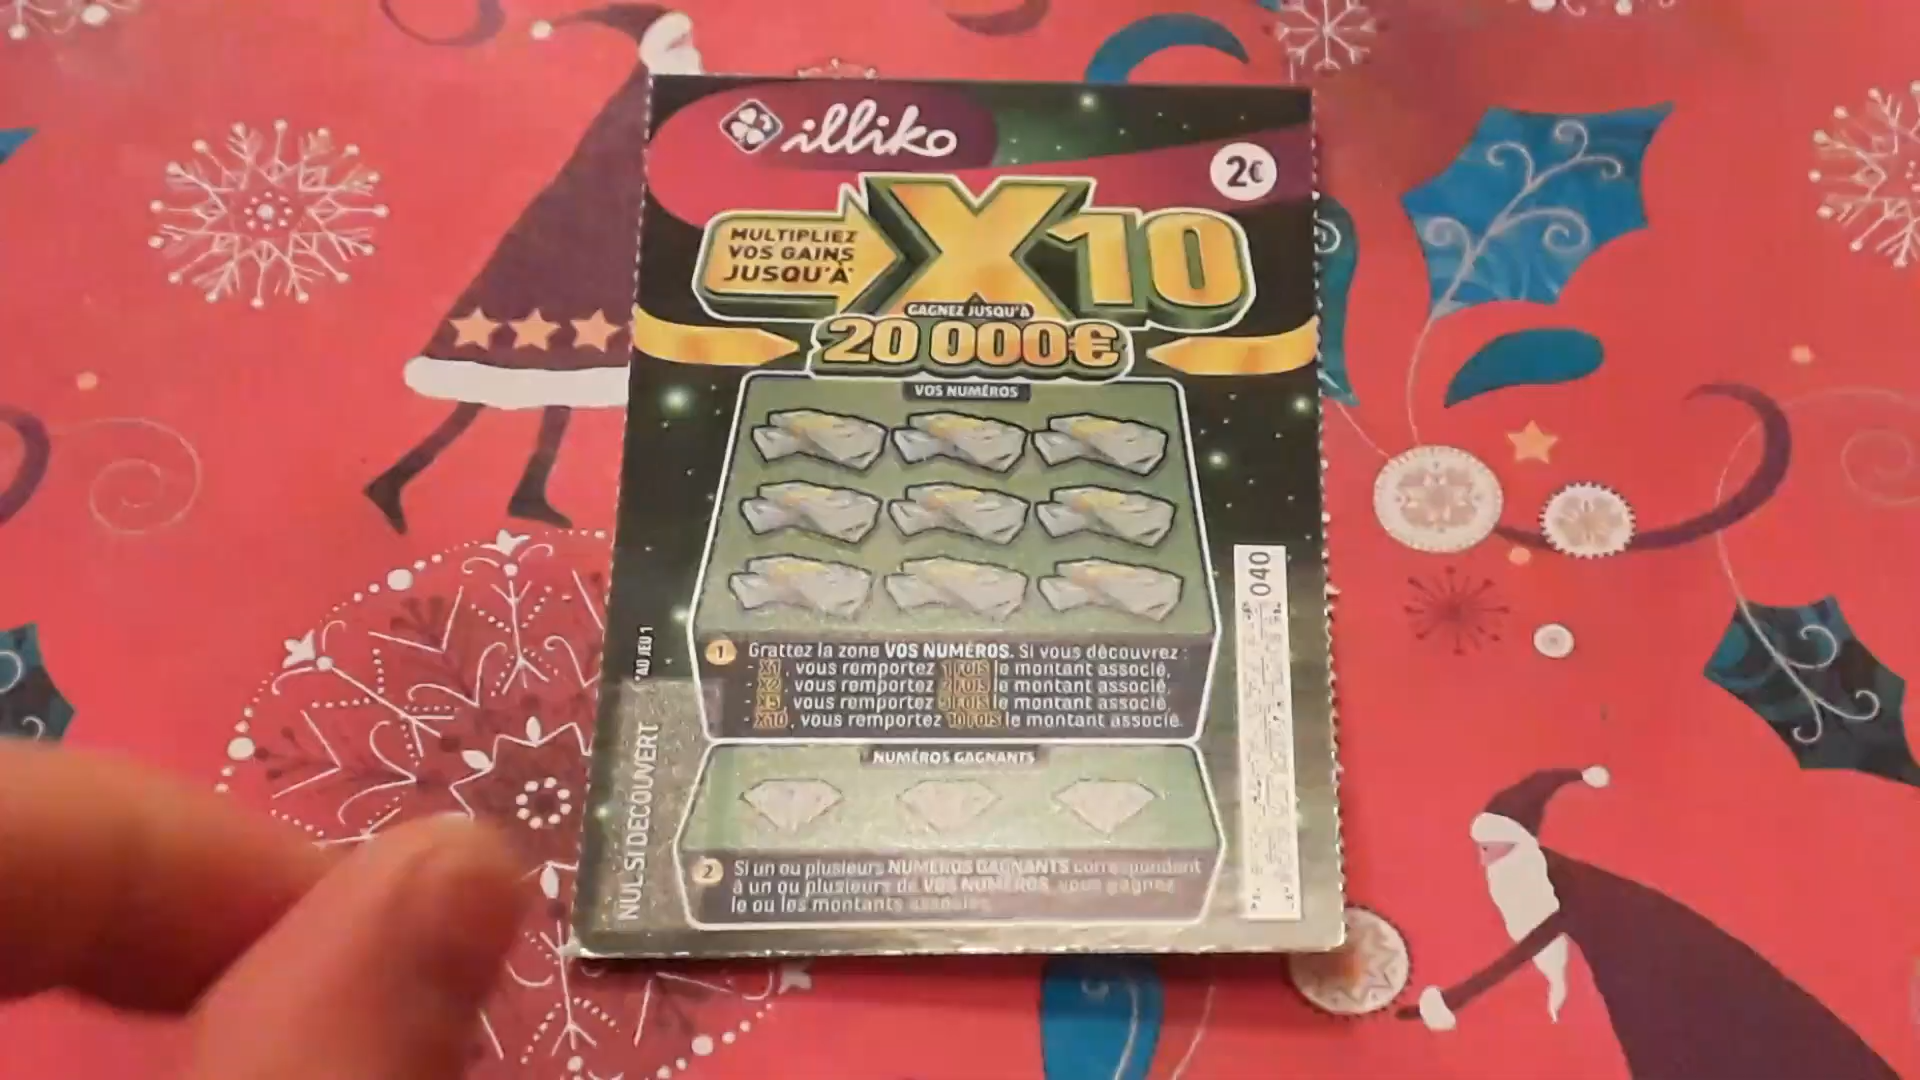 illiko
2€
MULTIPLIEZ
VOS GAINS
JUSQU'À
X10
GAGNEZ JUSQU'À
20 000€
VOS NUMÉROS
1 Grattez la zone VOS NUMÉROS. Si vous découvrez :
- X1, vous remportez 1 FOIS le montant associé,
- X2, vous remportez 2 FOIS le montant associé,
- X5, vous remportez 5 FOIS le montant associé,
- X10, vous remportez 10 FOIS le montant associé.
NUMÉROS GAGNANTS
2 Si un ou plusieurs NUMÉROS GAGNANTS correspondent
à un ou plusieurs de VOS NUMÉROS, vous gagnez
le ou les montants associés.
NUL SI DECOUVERT
AD JEU 1
040